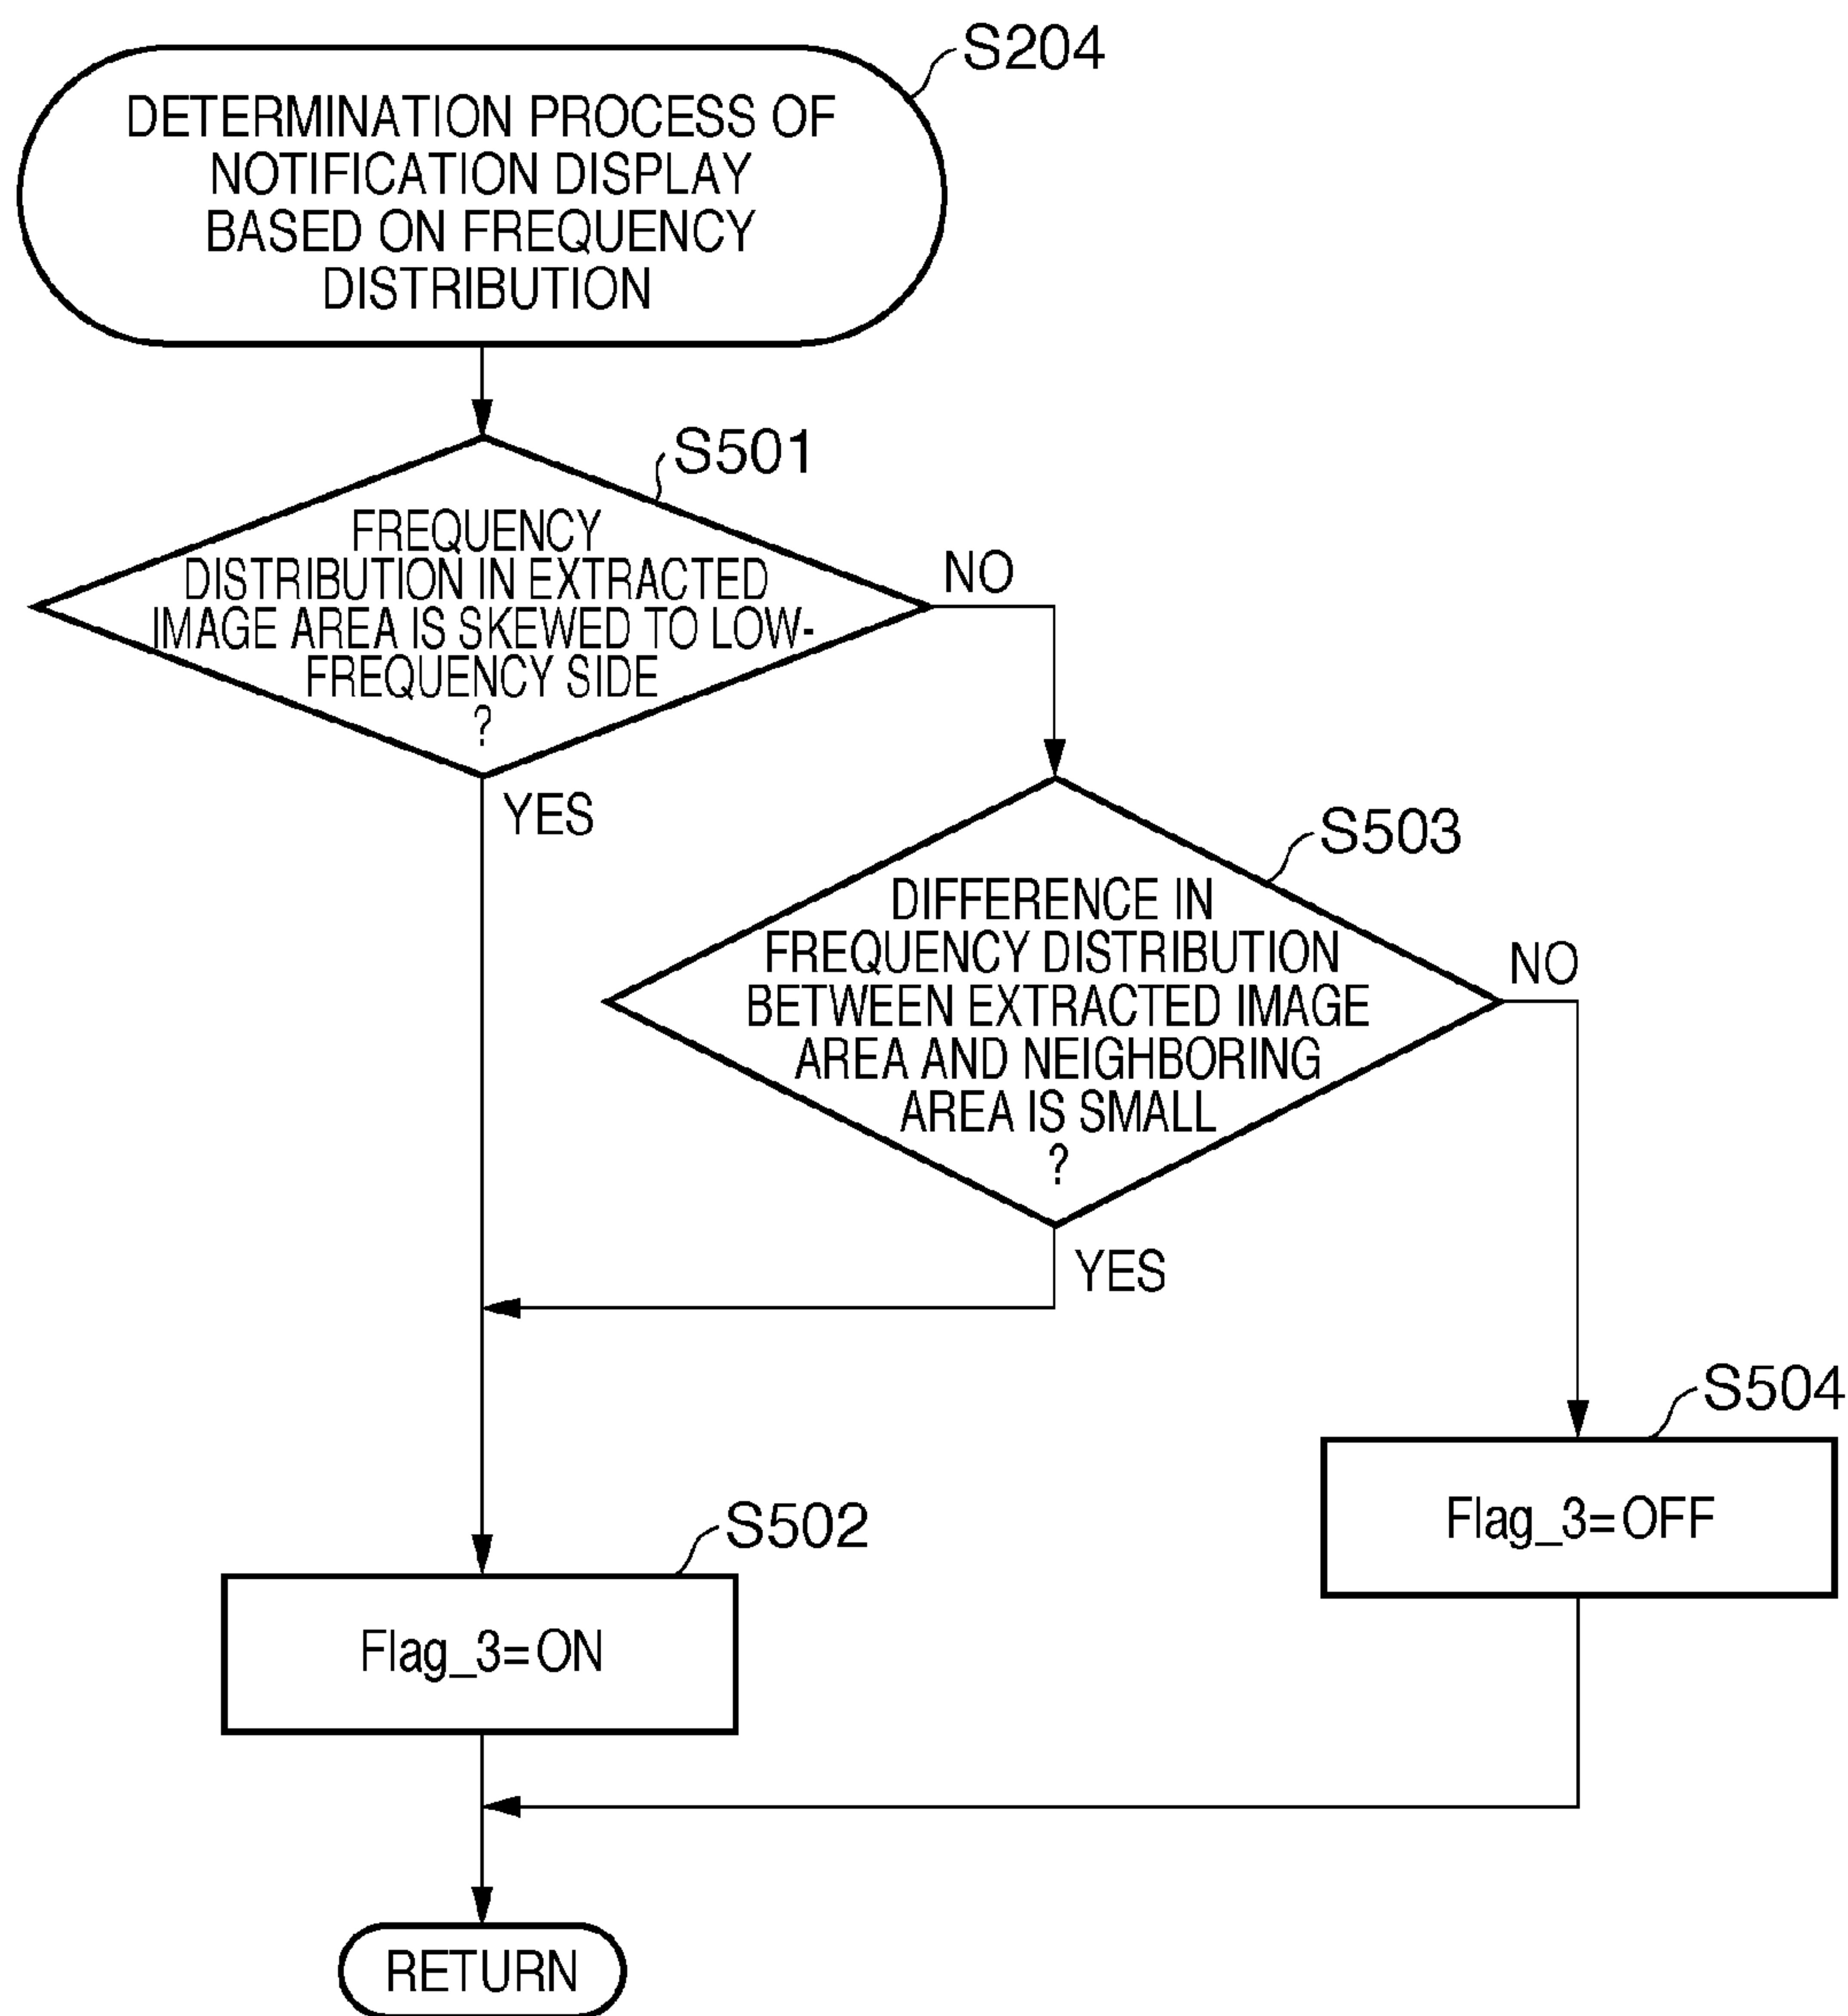 S204
DETERMINATION PROCESS OF
NOTIFICATION DISPLAY
BASED ON FREQUENCY
DISTRIBUTION
S501
FREQUENCY
DISTRIBUTION IN EXTRACTED
IMAGE AREA IS SKEWED TO LOW-
FREQUENCY SIDE
?
NO
YES
S503
DIFFERENCE IN
FREQUENCY DISTRIBUTION
BETWEEN EXTRACTED IMAGE
AREA AND NEIGHBORING
AREA IS SMALL
?
NO
YES
S504
Flag_3=OFF
S502
Flag_3=ON
RETURN